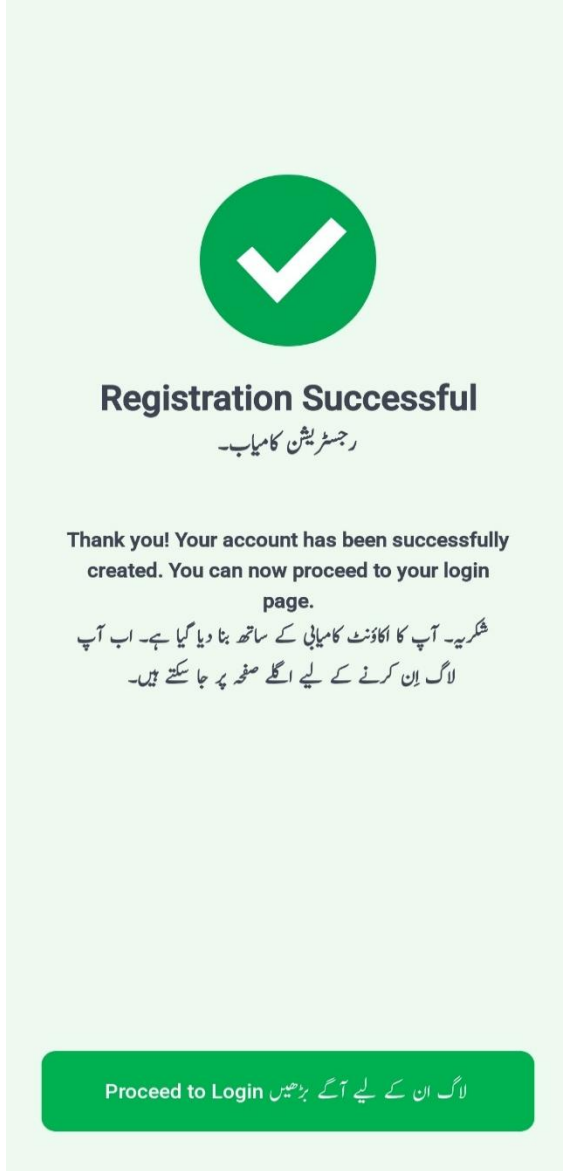 Registration Successful
رجسٹریشن کامیاب۔
Thank you! Your account has been successfully
created. You can now proceed to your login
page.
شکریہ۔ آپ کا اکاؤنٹ کامیابی کے ساتھ بنا دیا گیا ہے۔ اب آپ
لاگ اِن کرنے کے لیے اگلے صفحہ پر جا سکتے ہیں۔
Proceed to Login لاگ ان کے لیے آگے بڑھیں